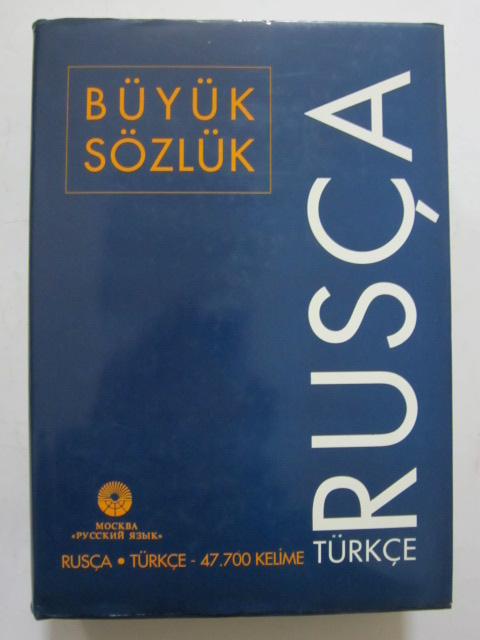 BÜYÜK
SÖZLÜK
RUSÇA
TÜRKÇE
МОСКВА
«РУССКИЙ ЯЗЫК»
RUSÇA • TÜRKÇE - 47.700 KELİME